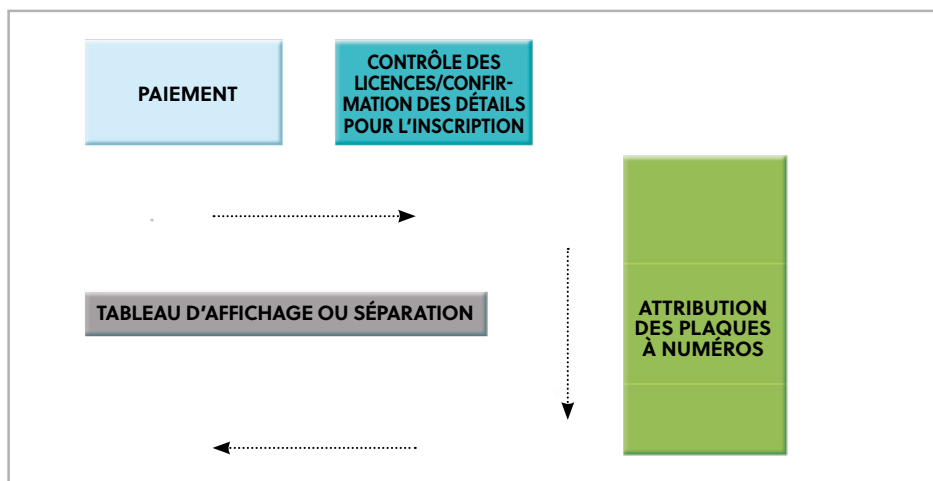 PAIEMENT
CONTRÔLE DES
LICENCES/CONFIR-
MATION DES DÉTAILS
POUR L'INSCRIPTION
TABLEAU D'AFFICHAGE OU SÉPARATION
ATTRIBUTION
DES PLAQUES
À NUMÉROS